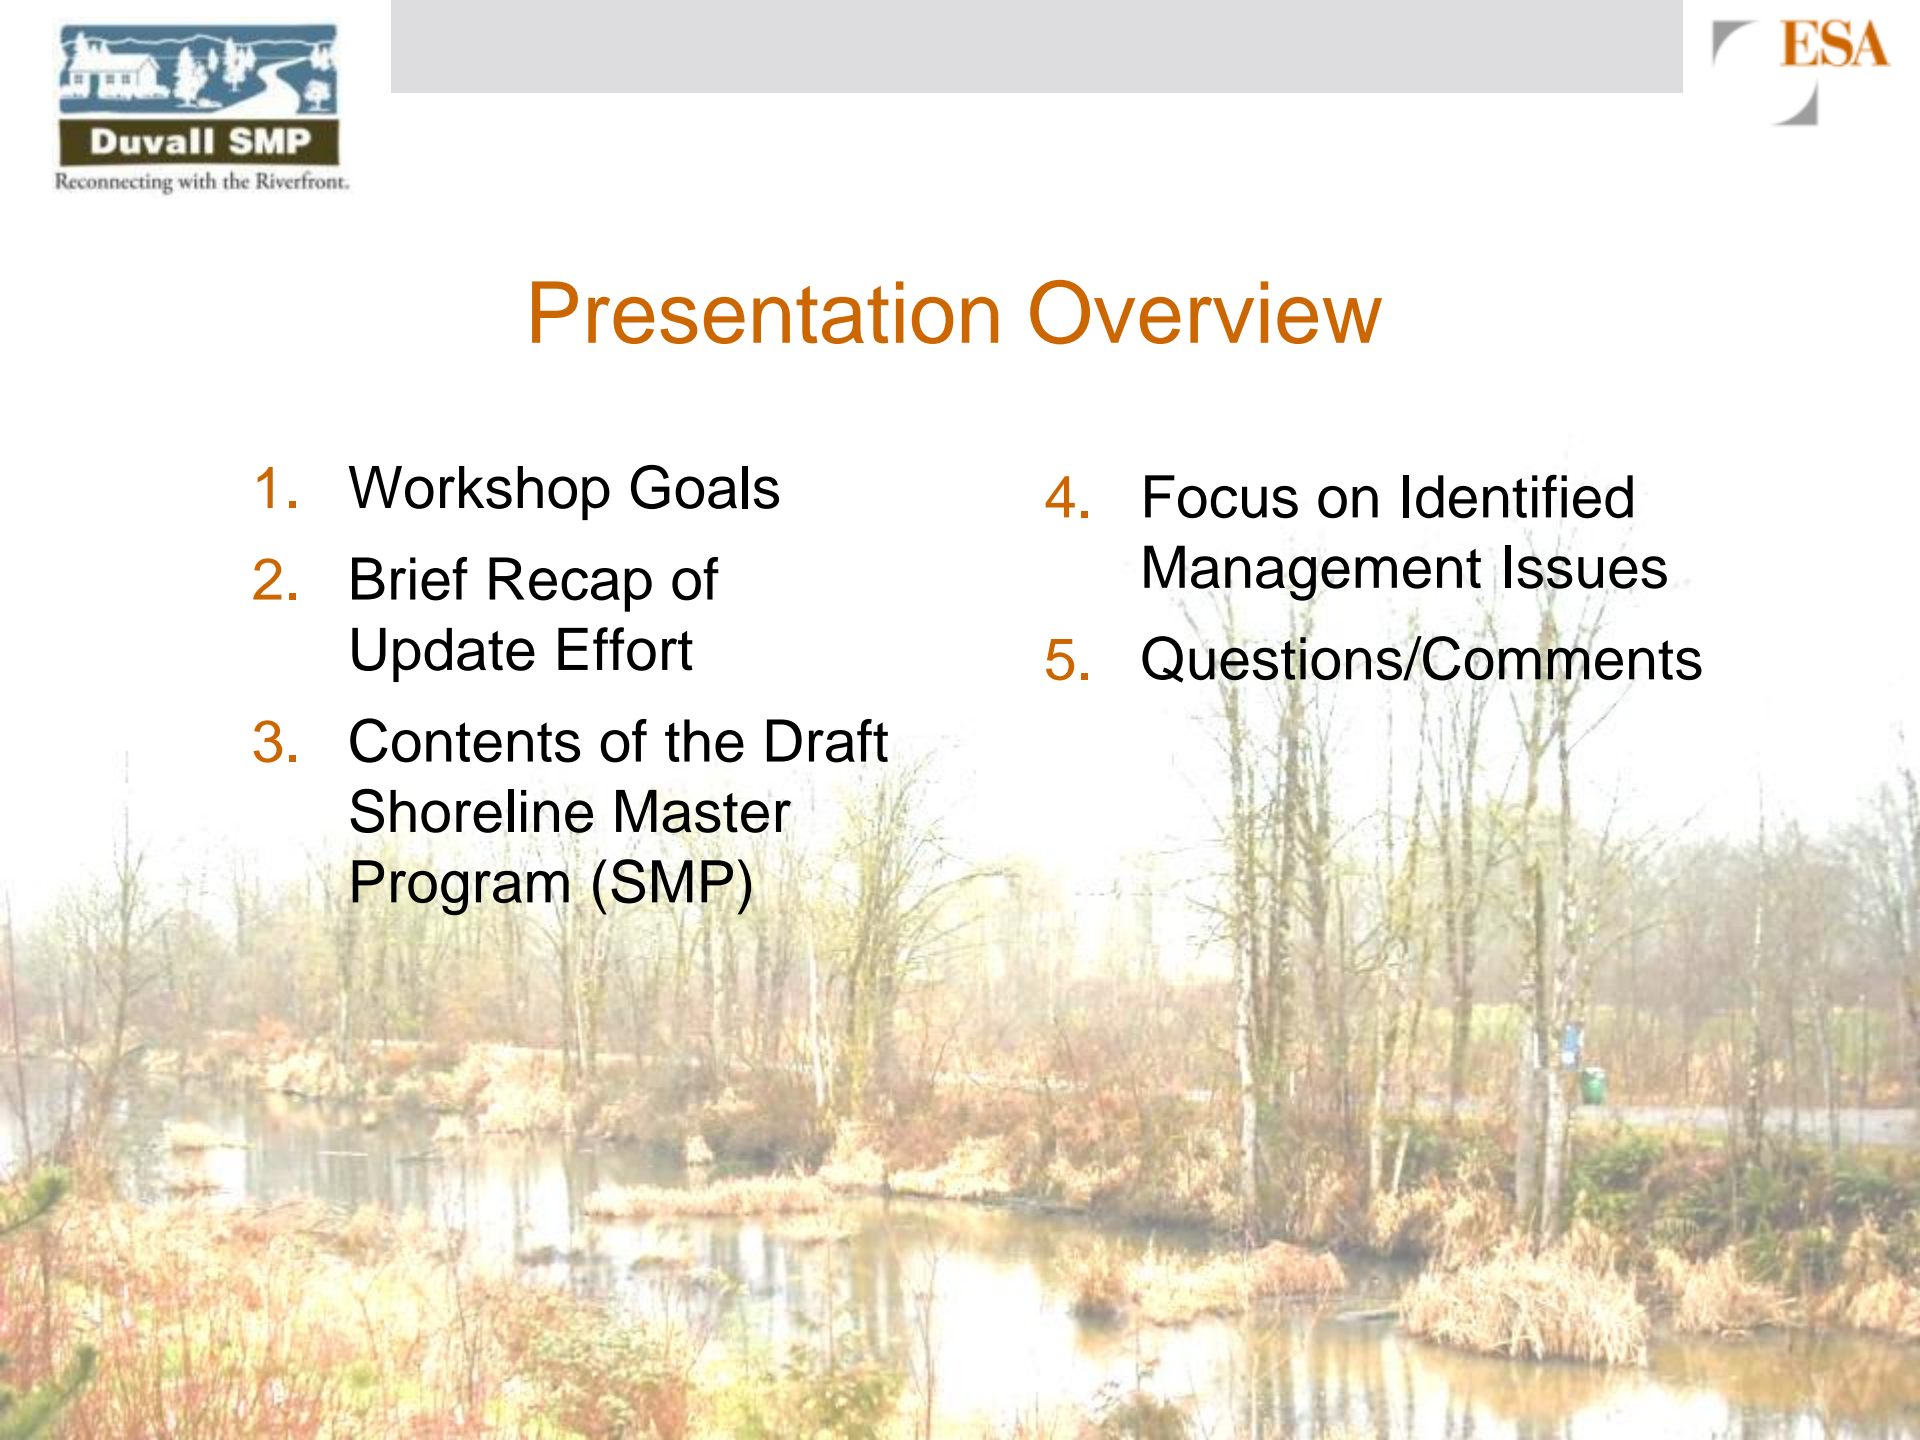 Duvall SMP
Reconnecting with the Riverfront.
ESA
Presentation Overview
1. Workshop Goals
2. Brief Recap of
Update Effort
3. Contents of the Draft
Shoreline Master
Program (SMP)
4. Focus on Identified
Management Issues
5. Questions/Comments